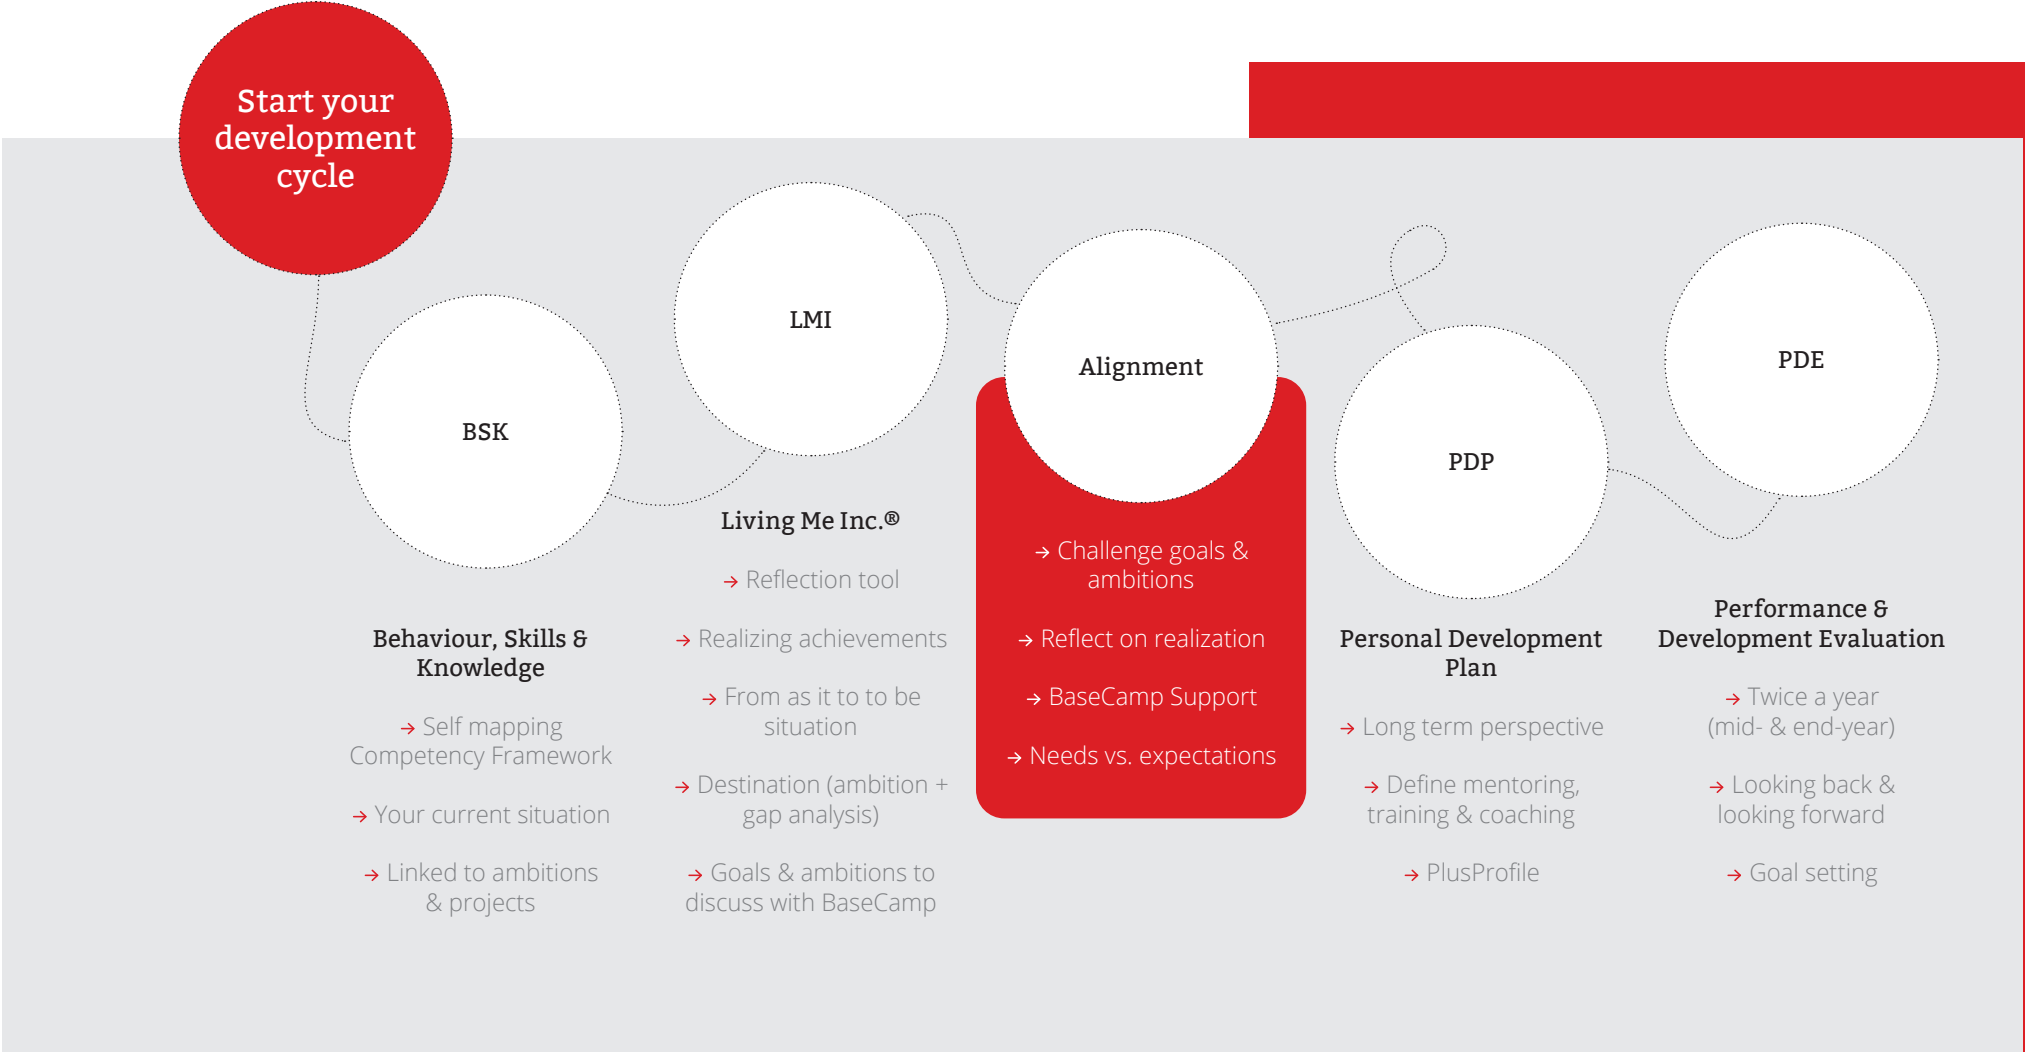 Start your
development
cycle
BSK
Behaviour, Skills &
Knowledge
→ Self mapping
Competency Framework
→ Your current situation
→ Linked to ambitions
& projects
LMI
Living Me Inc.®
→ Reflection tool
→ Realizing achievements
→ From as it to to be
situation
→ Destination (ambition +
gap analysis)
→ Goals & ambitions to
discuss with BaseCamp
Alignment
→ Challenge goals &
ambitions
→ Reflect on realization
→ BaseCamp Support
→ Needs vs. expectations
PDP
Personal Development
Plan
→ Long term perspective
→ Define mentoring,
training & coaching
→ PlusProfile
PDE
Performance &
Development Evaluation
→ Twice a year
(mid- & end-year)
→ Looking back &
looking forward
→ Goal setting